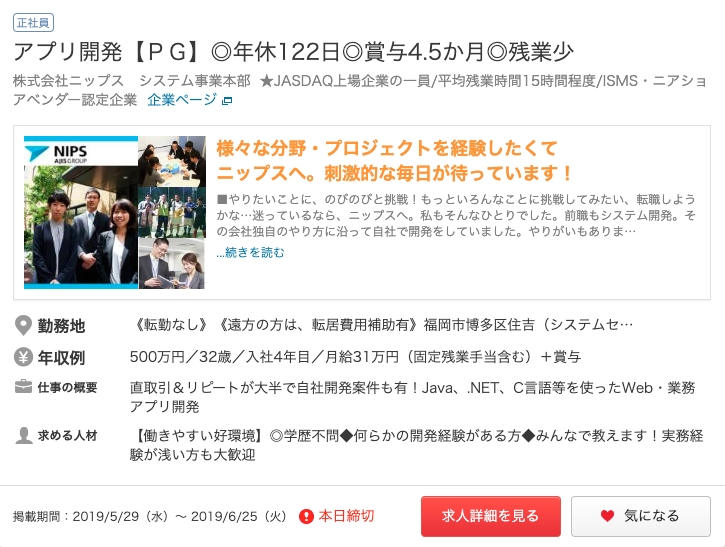 正社員
アプリ開発【ＰＧ】◎年休122日◎賞与4.5か月◎残業少
株式会社ニップス　システム事業本部 ★JASDAQ上場企業の一員/平均残業時間15時間程度/ISMS・ニアショ
アベンダー認定企業 企業ページ
NIPS
AJIS GROUP
様々な分野・プロジェクトを経験したくて
ニップスへ。刺激的な毎日が待っています！
■やりたいことに、のびのびと挑戦！もっといろんなことに挑戦してみたい、転職しよう
かな…迷っているなら、ニップスへ。私もそんなひとりでした。前職もシステム開発。そ
の会社独自のやり方に沿って自社で開発をしていました。やりがいもありま…
...続きを読む
勤務地 《転勤なし》《遠方の方は、転居費用補助有》福岡市博多区住吉（システムセ…
年収例 500万円／32歳／入社4年目／月給31万円（固定残業手当含む）＋賞与
仕事の概要 直取引＆リピートが大半で自社開発案件も有！Java、.NET、C言語等を使ったWeb・業務
アプリ開発
求める人材 【働きやすい好環境】◎学歴不問◆何らかの開発経験がある方◆みんなで教えます！実務経
験が浅い方も大歓迎
掲載期間：2019/5/29（水）～ 2019/6/25（火） 本日締切 求人詳細を見る 気になる